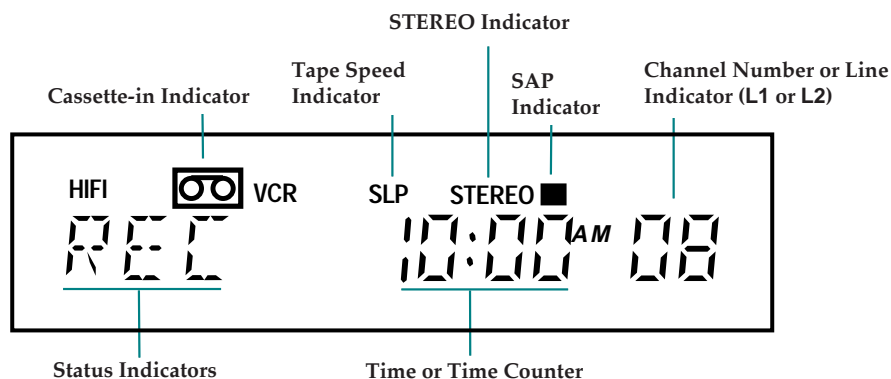 STEREO Indicator
Tape Speed
Indicator
SAP
Indicator
Channel Number or Line
Indicator (L1 or L2)
Cassette-in Indicator
HIFI VCR SLP STEREO
REC 10:00 AM 08
Status Indicators
Time or Time Counter